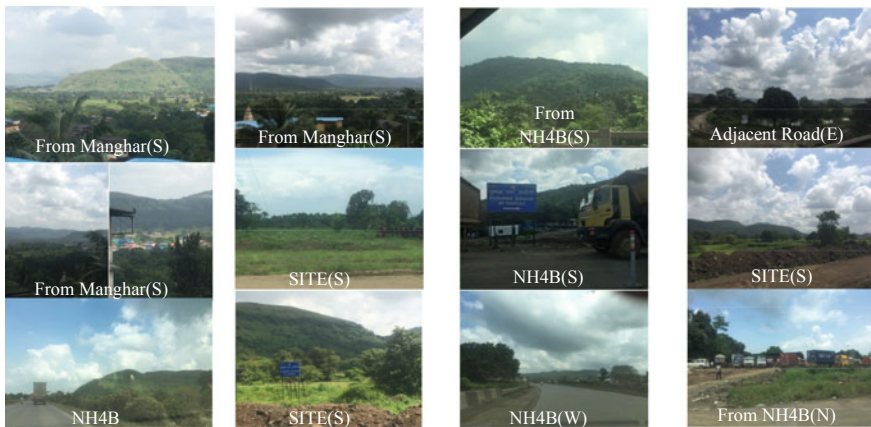 From Manghar(S)
From Manghar(S)
From
NH4B(S)
Adjacent Road(E)
From Manghar(S)
SITE(S)
NH4B(S)
SITE(S)
NH4B
SITE(S)
NH4B(W)
From NH4B(N)